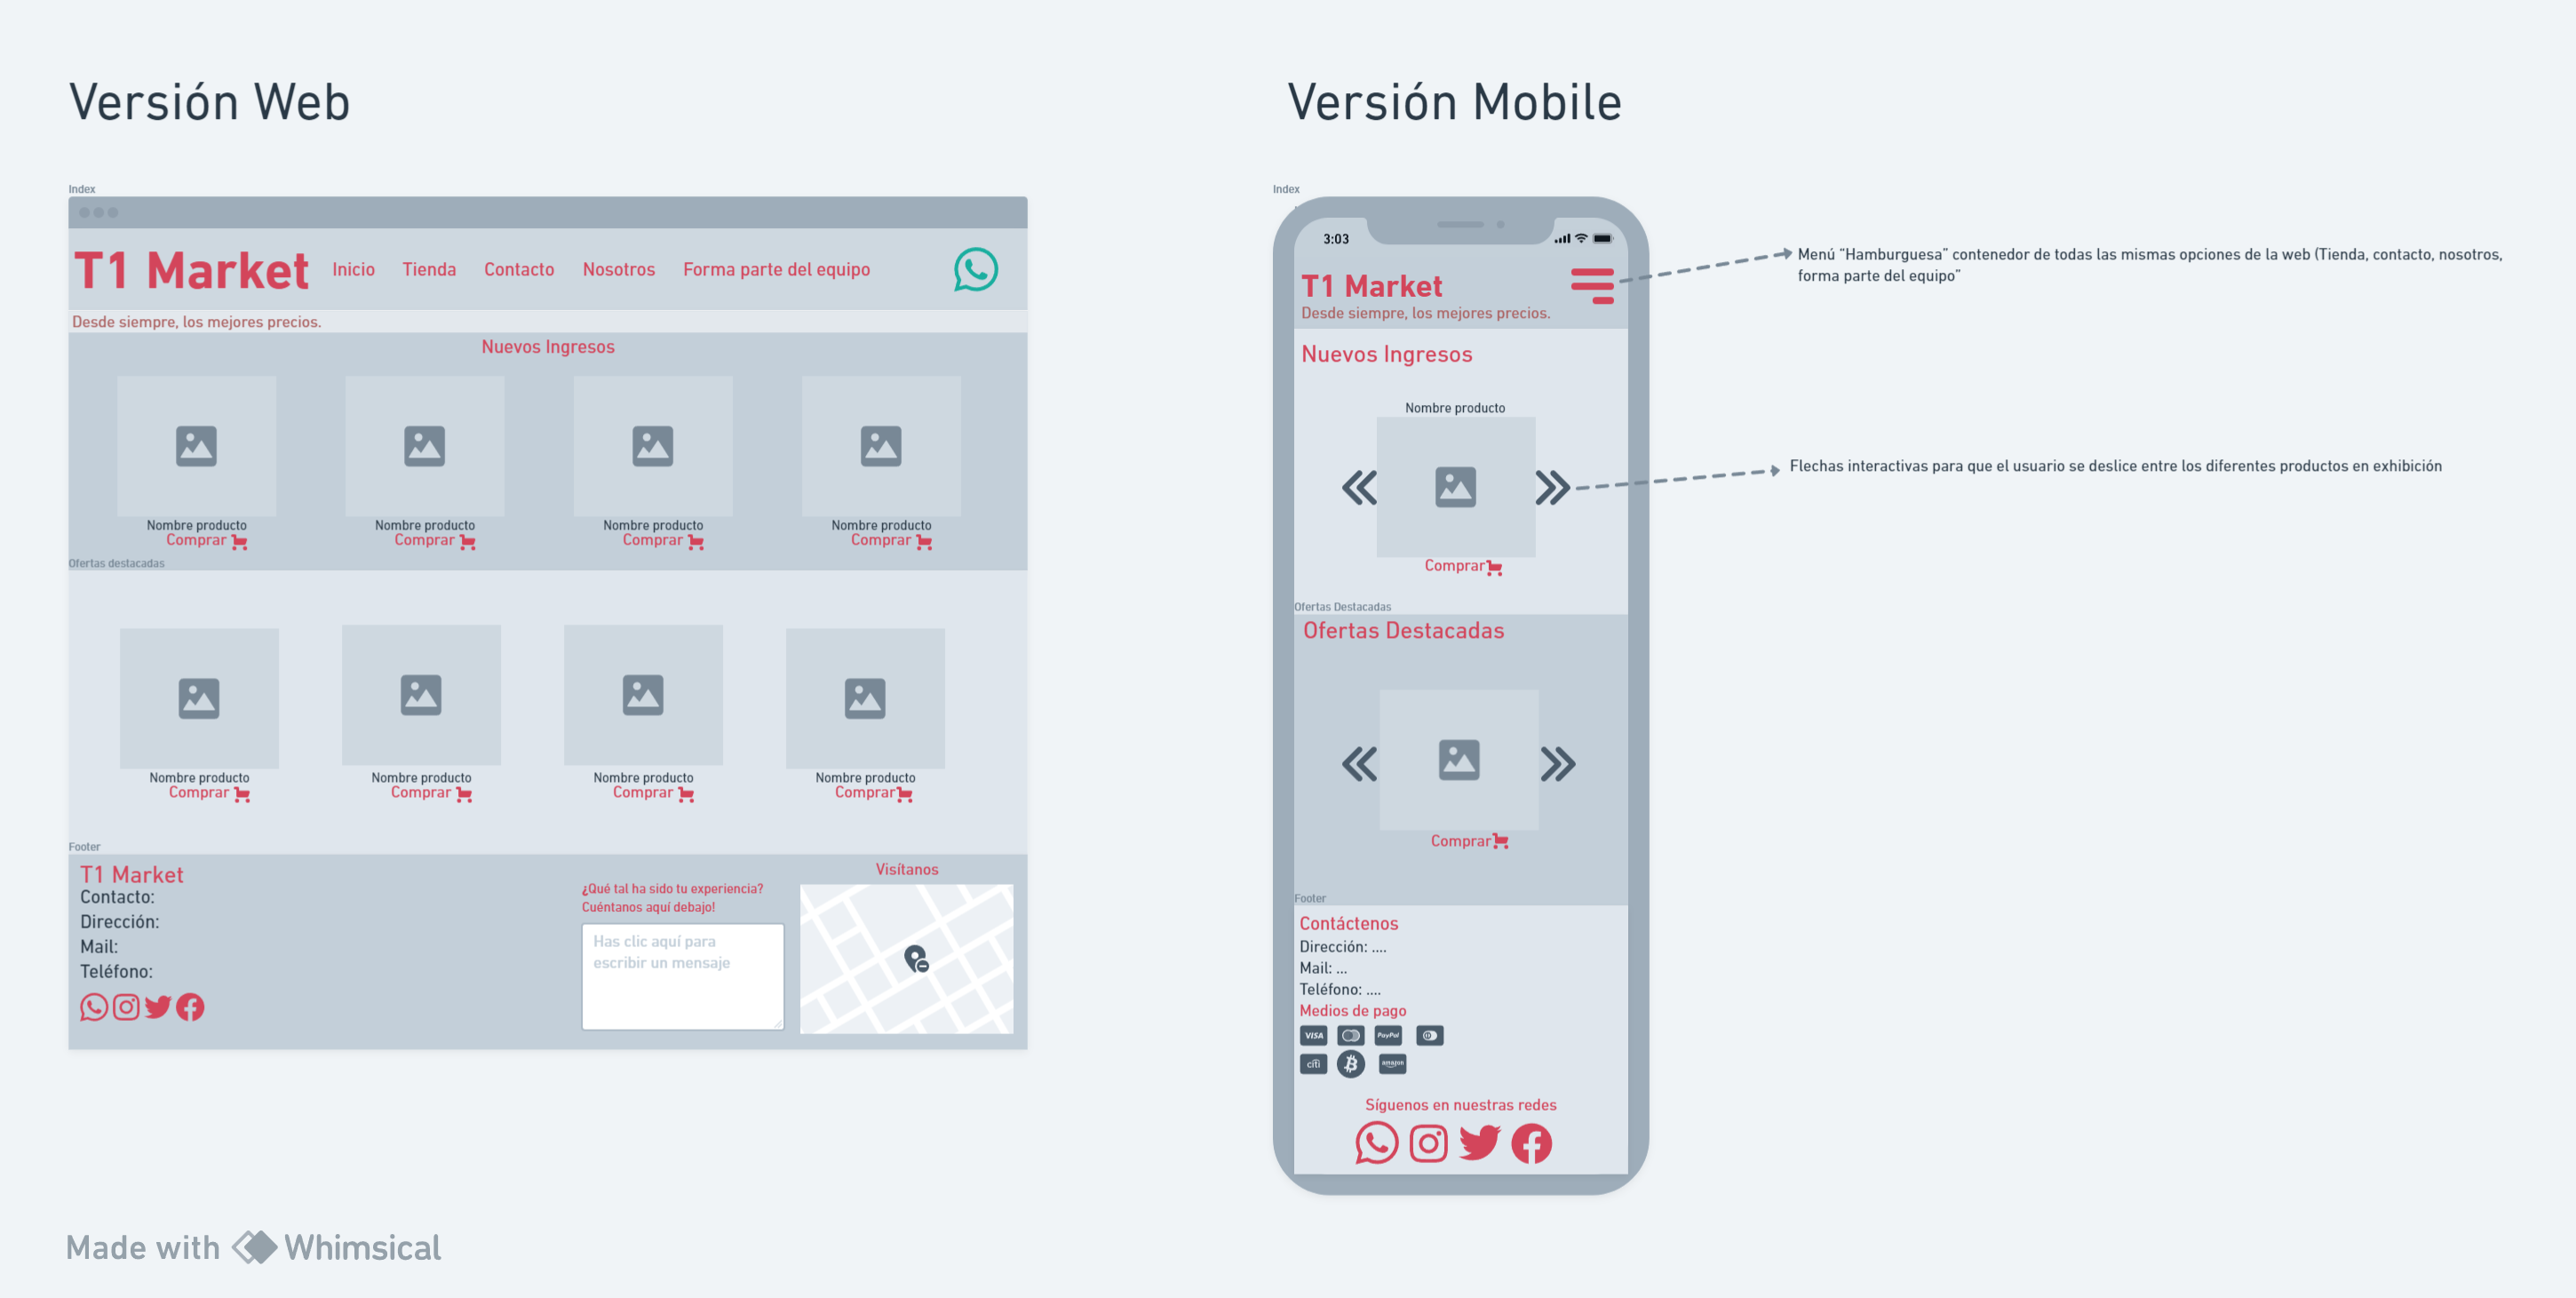 Versión Web
Index
T1 Market
Inicio
Tienda
Contacto
Nosotros
Forma parte del equipo
Desde siempre, los mejores precios.
Nuevos Ingresos
Nombre producto
Comprar
Nombre producto
Comprar
Nombre producto
Comprar
Nombre producto
Comprar
Ofertas destacadas
Nombre producto
Comprar
Nombre producto
Comprar
Nombre producto
Comprar
Nombre producto
Comprar
Footer
T1 Market
Contacto:
Dirección:
Mail:
Teléfono:
¿Qué tal ha sido tu experiencia?
Cuéntanos aquí debajo!
Has clic aquí para
escribir un mensaje
Visítanos
Versión Mobile
Index
3:03
T1 Market
Desde siempre, los mejores precios.
Nuevos Ingresos
Nombre producto
Comprar
Ofertas Destacadas
Ofertas Destacadas
Comprar
Footer
Contáctenos
Dirección: ....
Mail: ...
Teléfono: ....
Medios de pago
VISA
PayPal
citi
amazon
Síguenos en nuestras redes
Menú “Hamburguesa” contenedor de todas las mismas opciones de la web (Tienda, contacto, nosotros,
forma parte del equipo”
Flechas interactivas para que el usuario se deslice entre los diferentes productos en exhibición
Made with Whimsical